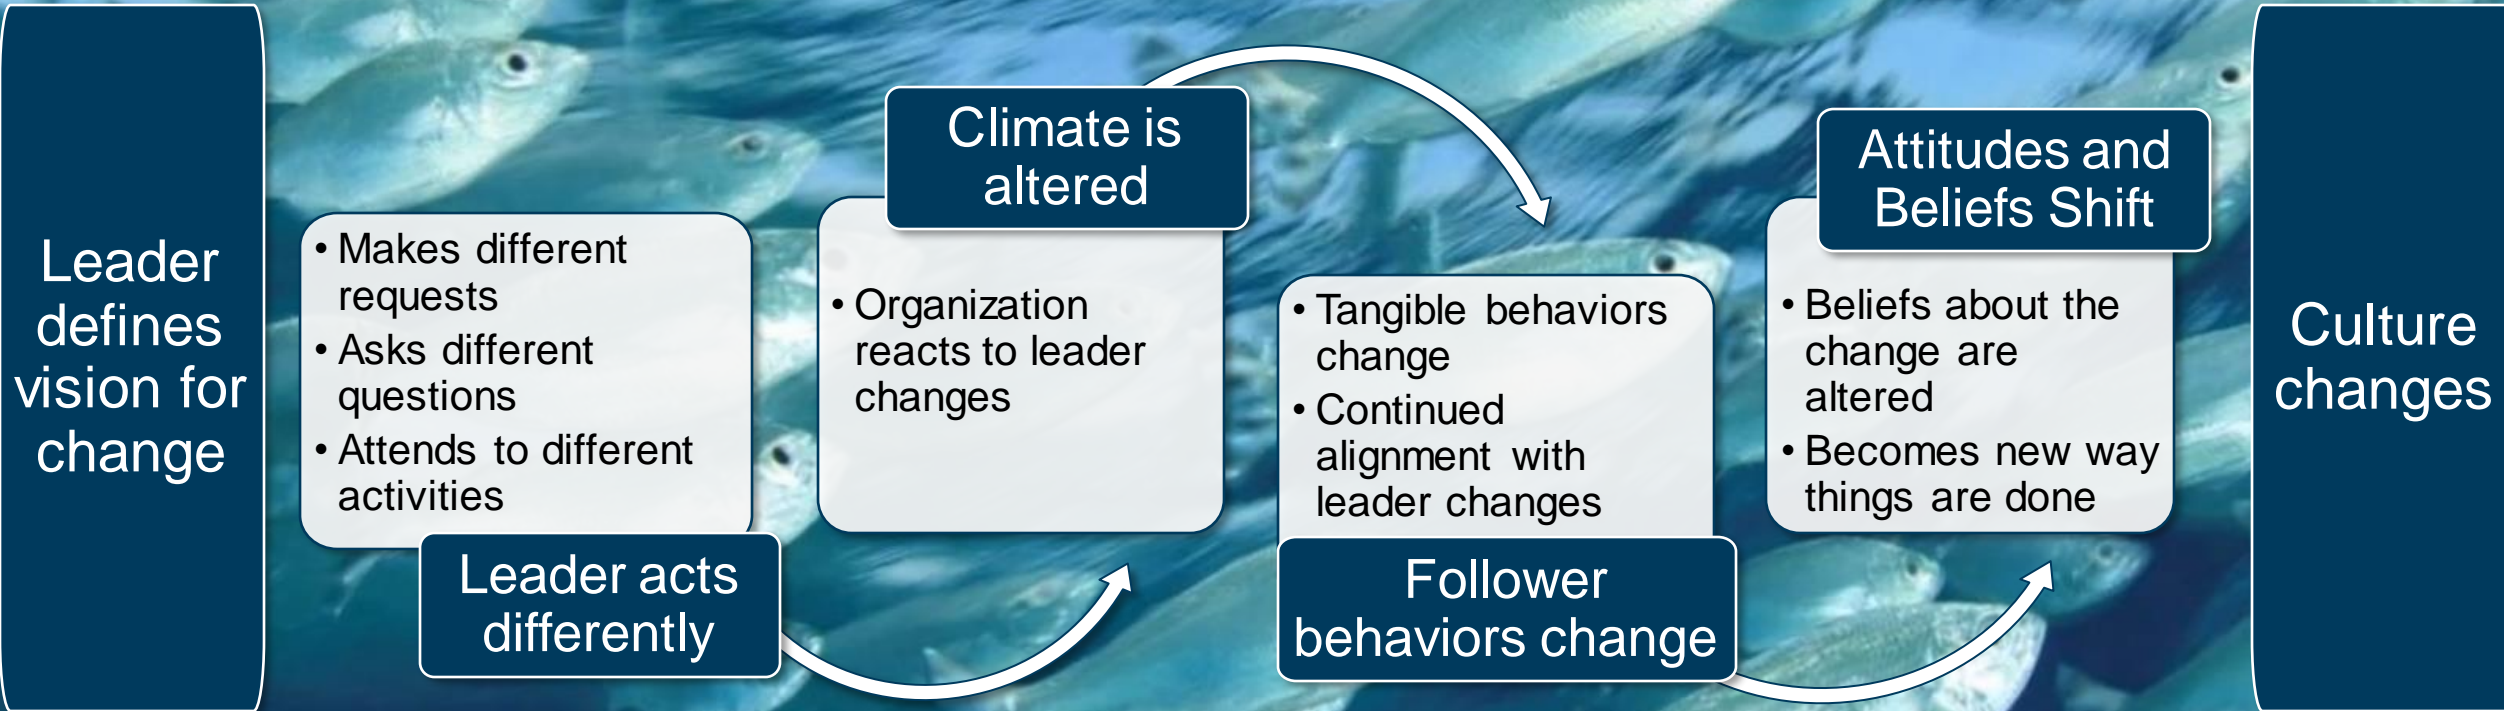 Leader
defines
vision for
change
• Makes different
requests
• Asks different
questions
• Attends to different
activities
Leader acts
differently
Climate is
altered
• Organization
reacts to leader
changes
• Tangible behaviors
change
• Continued
alignment with
leader changes
Follower
behaviors change
Attitudes and
Beliefs Shift
• Beliefs about the
change are
altered
• Becomes new way
things are done
Culture
changes